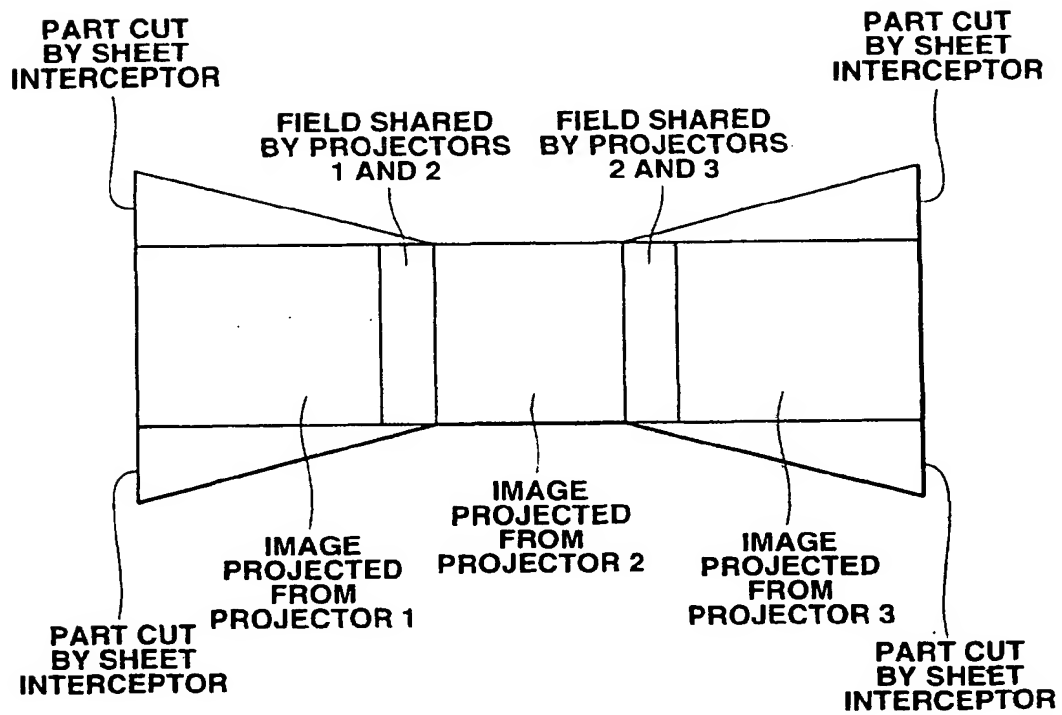 PART CUT
BY SHEET
INTERCEPTOR
PART CUT
BY SHEET
INTERCEPTOR
FIELD SHARED
BY PROJECTORS
1 AND 2
FIELD SHARED
BY PROJECTORS
2 AND 3
IMAGE
PROJECTED
FROM
PROJECTOR 1
IMAGE
PROJECTED
FROM
PROJECTOR 2
IMAGE
PROJECTED
FROM
PROJECTOR 3
PART CUT
BY SHEET
INTERCEPTOR
PART CUT
BY SHEET
INTERCEPTOR